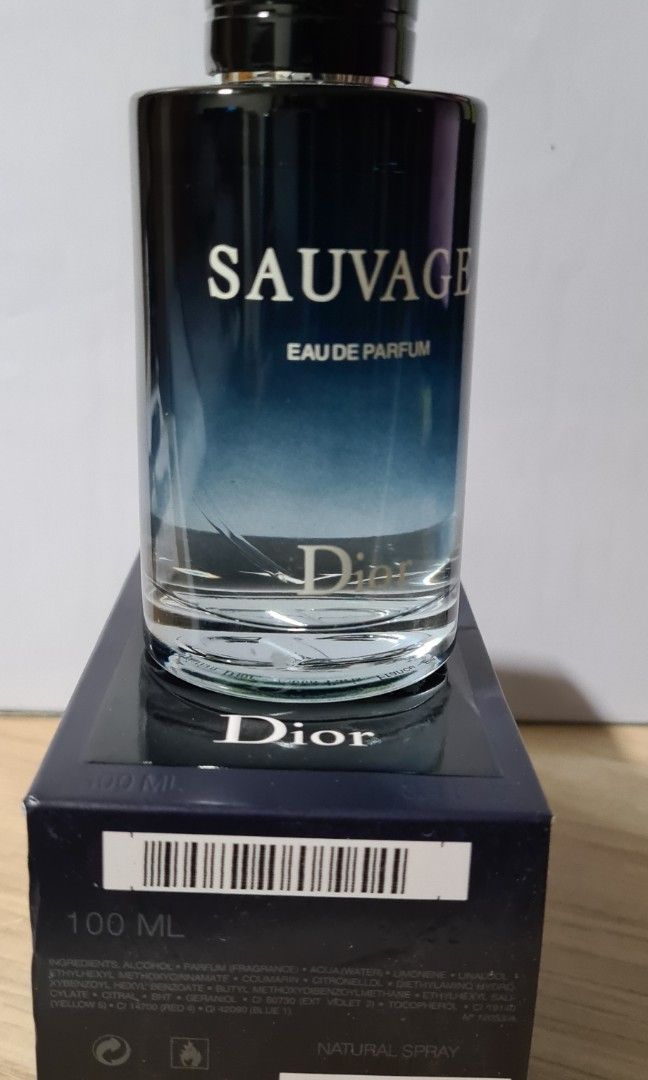 SAUVAGE
EAU DE PARFUM
Dior
Dior
100 ML
100 ML
INGREDIENTS: ALCOHOL • PARFUM (FRAGRANCE) • AQUA (WATER) • LIMONENE • LINALOOL •
ETHYLHEXYL METHOXYCINNAMATE • COUMARIN • CITRONELLOL • DIETHYLAMINO HYDRO-
XYBENZOYL HEXYL BENZOATE • BUTYL METHOXYDIBENZOYLMETHANE • ETHYLHEXYL SALI-
CYLATE • CITRAL • BHT • GERANIOL • CI 60730 (EXT VIOLET 2) • TOCOPHEROL • CI 19140
(YELLOW 5) • CI 14700 (RED 4) • CI 42090 (BLUE 1)
NATURAL SPRAY